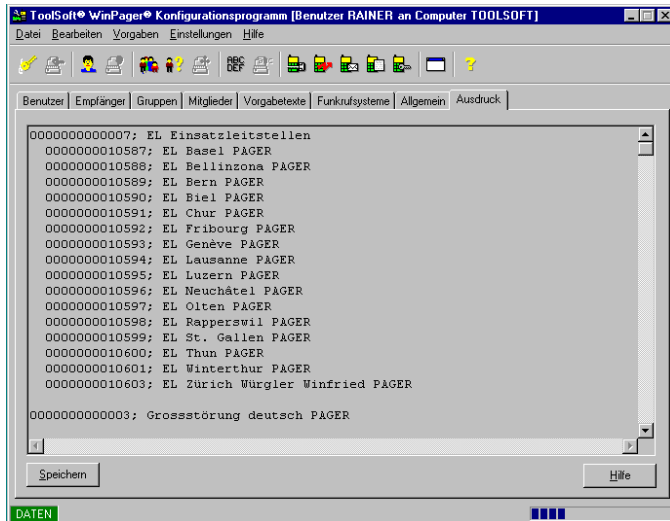 ToolSoft® WinPager® Konfigurationsprogramm [Benutzer RAINER an Computer TOOLSOFT]
Datei Bearbeiten Vorgaben Einstellungen Hilfe
ABC
DEF
Benutzer Empfänger Gruppen Mitglieder Vorgabetexte Funkrufsysteme Allgemein Ausdruck
0000000000007; EL Einsatzleitstellen
0000000010587; EL Basel PAGER
0000000010588; EL Bellinzona PAGER
0000000010589; EL Bern PAGER
0000000010590; EL Biel PAGER
0000000010591; EL Chur PAGER
0000000010592; EL Fribourg PAGER
0000000010593; EL Genève PAGER
0000000010594; EL Lausanne PAGER
0000000010595; EL Luzern PAGER
0000000010596; EL Neuchâtel PAGER
0000000010597; EL Olten PAGER
0000000010598; EL Rapperswil PAGER
0000000010599; EL St. Gallen PAGER
0000000010600; EL Thun PAGER
0000000010601; EL Winterthur PAGER
0000000010603; EL Zürich Würgler Winfried PAGER
0000000000003; Grossstörung deutsch PAGER
Speichern Hilfe
DATEN